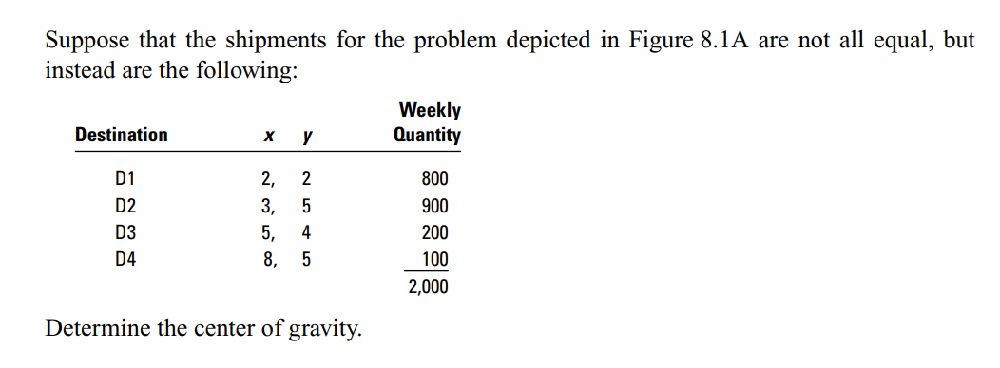 Suppose that the shipments for the problem depicted in Figure 8.1A are not all equal, but
instead are the following:
Weekly
Destination x y Quantity
D1 2, 2 800
D2 3, 5 900
D3 5, 4 200
D4 8, 5 100
2,000
Determine the center of gravity.